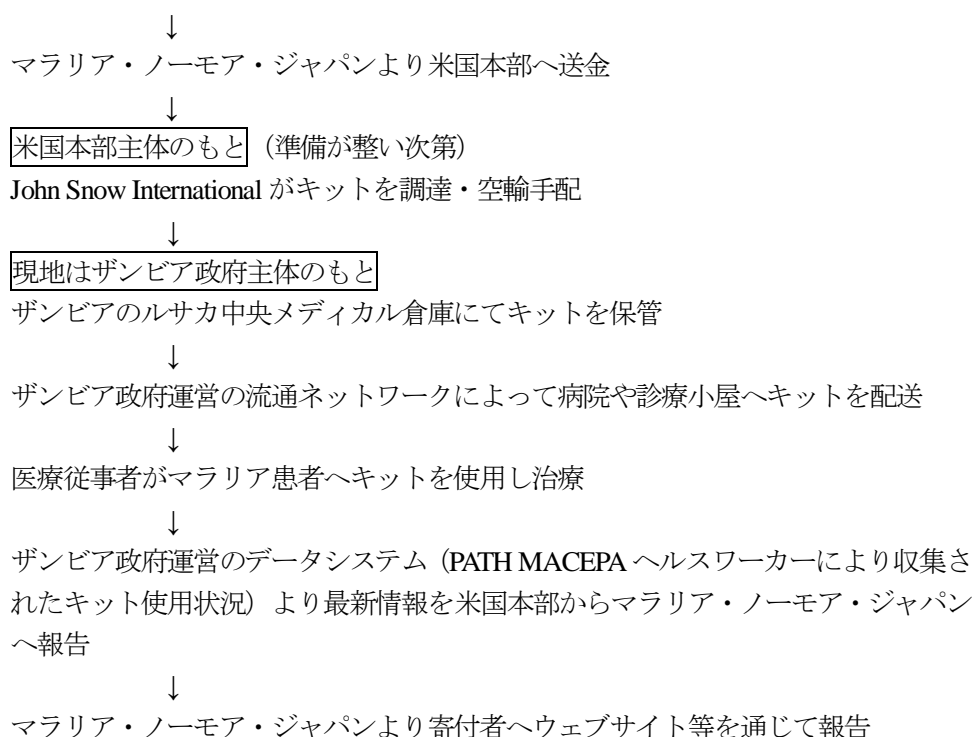 ↓
マラリア・ノーモア・ジャパンより米国本部へ送金
↓
米国本部主体のもと（準備が整い次第）
John Snow International がキットを調達・空輸手配
↓
現地はザンビア政府主体のもと
ザンビアのルサカ中央メディカル倉庫にてキットを保管
↓
ザンビア政府運営の流通ネットワークによって病院や診療小屋へキットを配送
↓
医療従事者がマラリア患者へキットを使用し治療
↓
ザンビア政府運営のデータシステム（PATH MACEPA ヘルスワーカーにより収集さ
れたキット使用状況）より最新情報を米国本部からマラリア・ノーモア・ジャパン
へ報告
↓
マラリア・ノーモア・ジャパンより寄付者へウェブサイト等を通じて報告